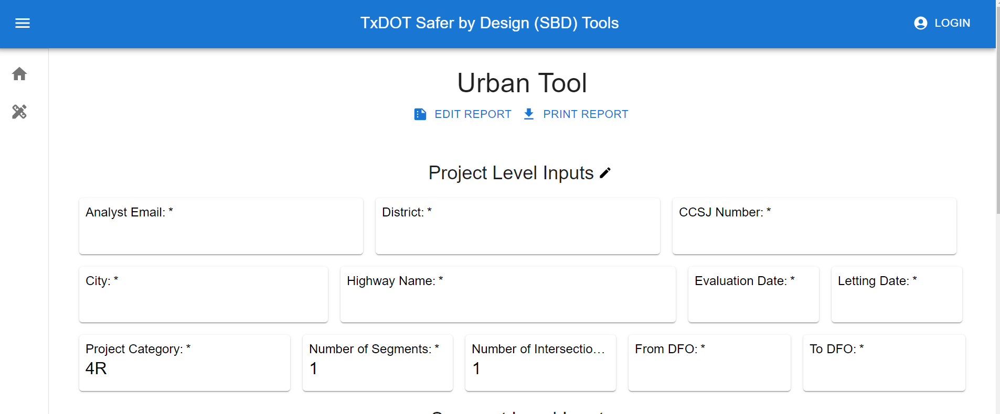 TxDOT Safer by Design (SBD) Tools
LOGIN
Urban Tool
EDIT REPORT
PRINT REPORT
Project Level Inputs
Analyst Email: *
District: *
CCSJ Number: *
City: *
Highway Name: *
Evaluation Date: *
Letting Date: *
Project Category: *
4R
Number of Segments: *
1
Number of Intersectio…
1
From DFO: *
To DFO: *